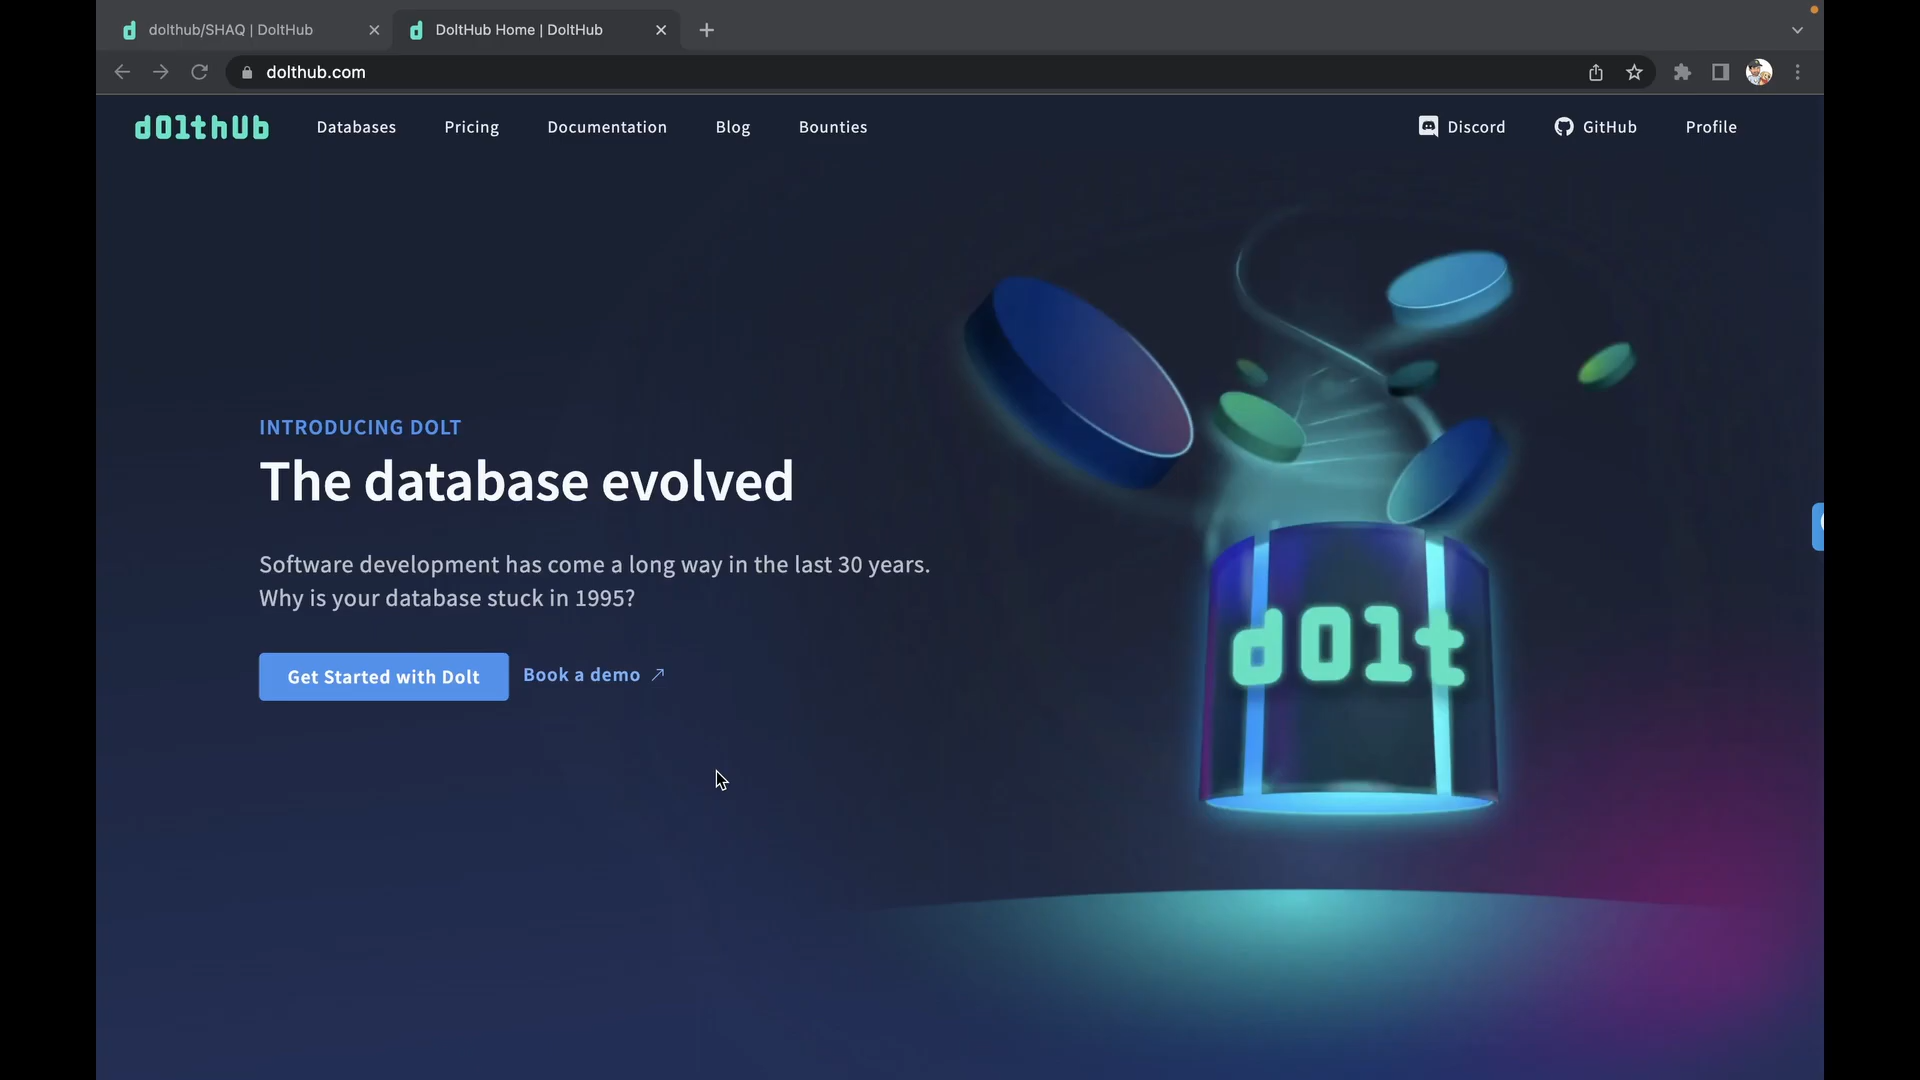 dolthub/SHAQ | DoltHub
DoltHub Home | DoltHub
dolthub.com
dolthub
Databases
Pricing
Documentation
Blog
Bounties
Discord
GitHub
Profile
INTRODUCING DOLT
The database evolved
Software development has come a long way in the last 30 years.
Why is your database stuck in 1995?
Get Started with Dolt
Book a demo
dolt